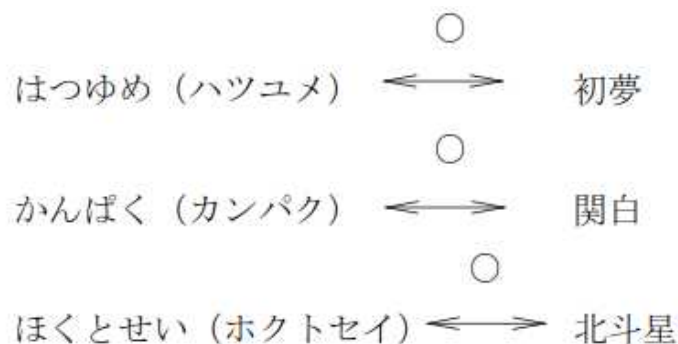 ○
はつゆめ（ハツユメ） ⟷ 初夢
○
かんぱく（カンパク） ⟷ 関白
○
ほくとせい（ホクトセイ） ⟷ 北斗星